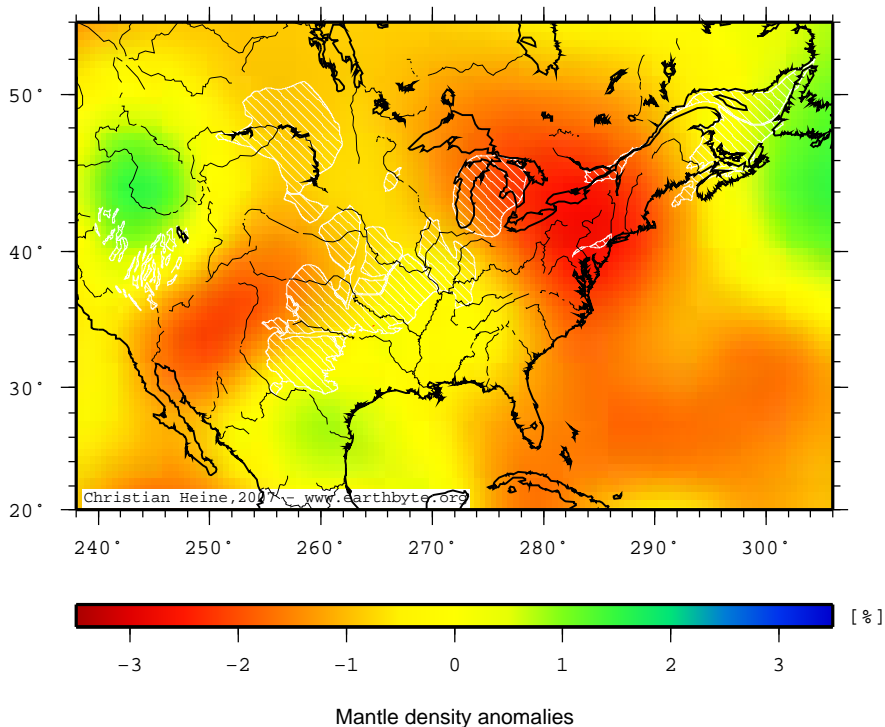 50°
40°
30°
20°
Christian Heine,2007 – www.earthbyte.org
240° 250° 260° 270° 280° 290° 300°
[%]
−3 −2 −1 0 1 2 3
Mantle density anomalies